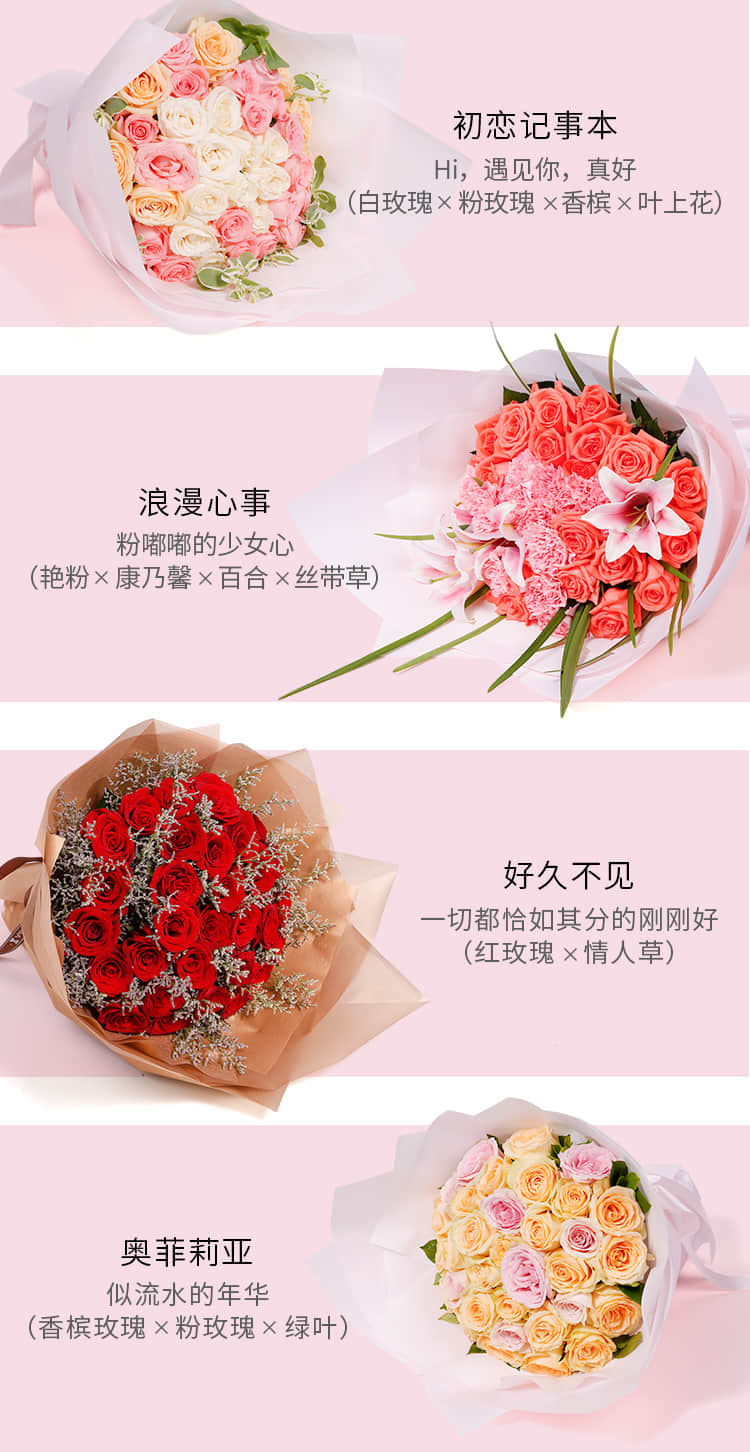 初恋记事本
Hi，遇见你，真好
（白玫瑰×粉玫瑰×香槟×叶上花）
浪漫心事
粉嘟嘟的少女心
（艳粉×康乃馨×百合×丝带草）
好久不见
一切都恰如其分的刚刚好
（红玫瑰×情人草）
奥菲莉亚
似流水的年华
（香槟玫瑰×粉玫瑰×绿叶）